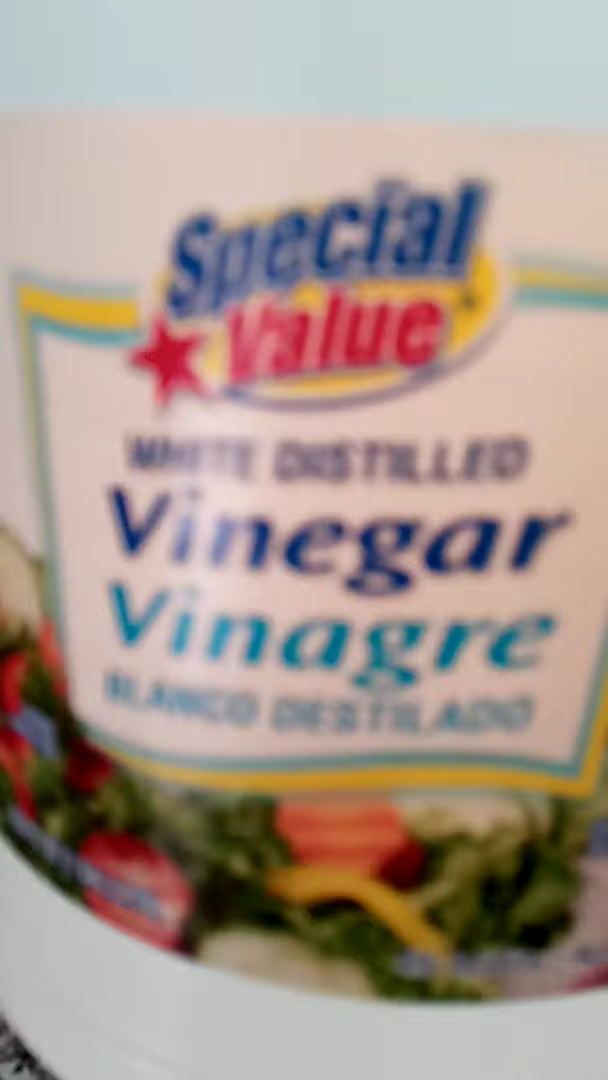 Special
Value
WHITE DISTILLED
Vinegar
Vinagre
BLANCO DESTILADO